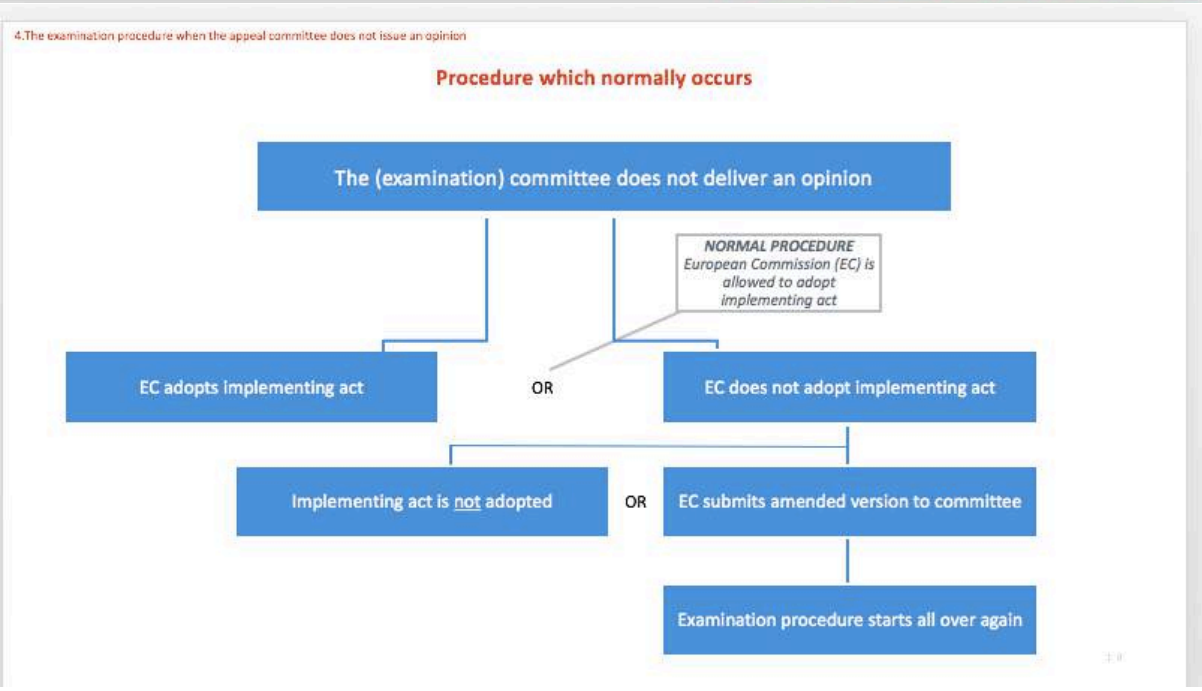 4.The examination procedure when the appeal committee does not issue an opinion
Procedure which normally occurs
The (examination) committee does not deliver an opinion
NORMAL PROCEDURE
European Commission (EC) is
allowed to adopt
implementing act
EC adopts implementing act
OR
EC does not adopt implementing act
Implementing act is not adopted
OR
EC submits amended version to committee
Examination procedure starts all over again